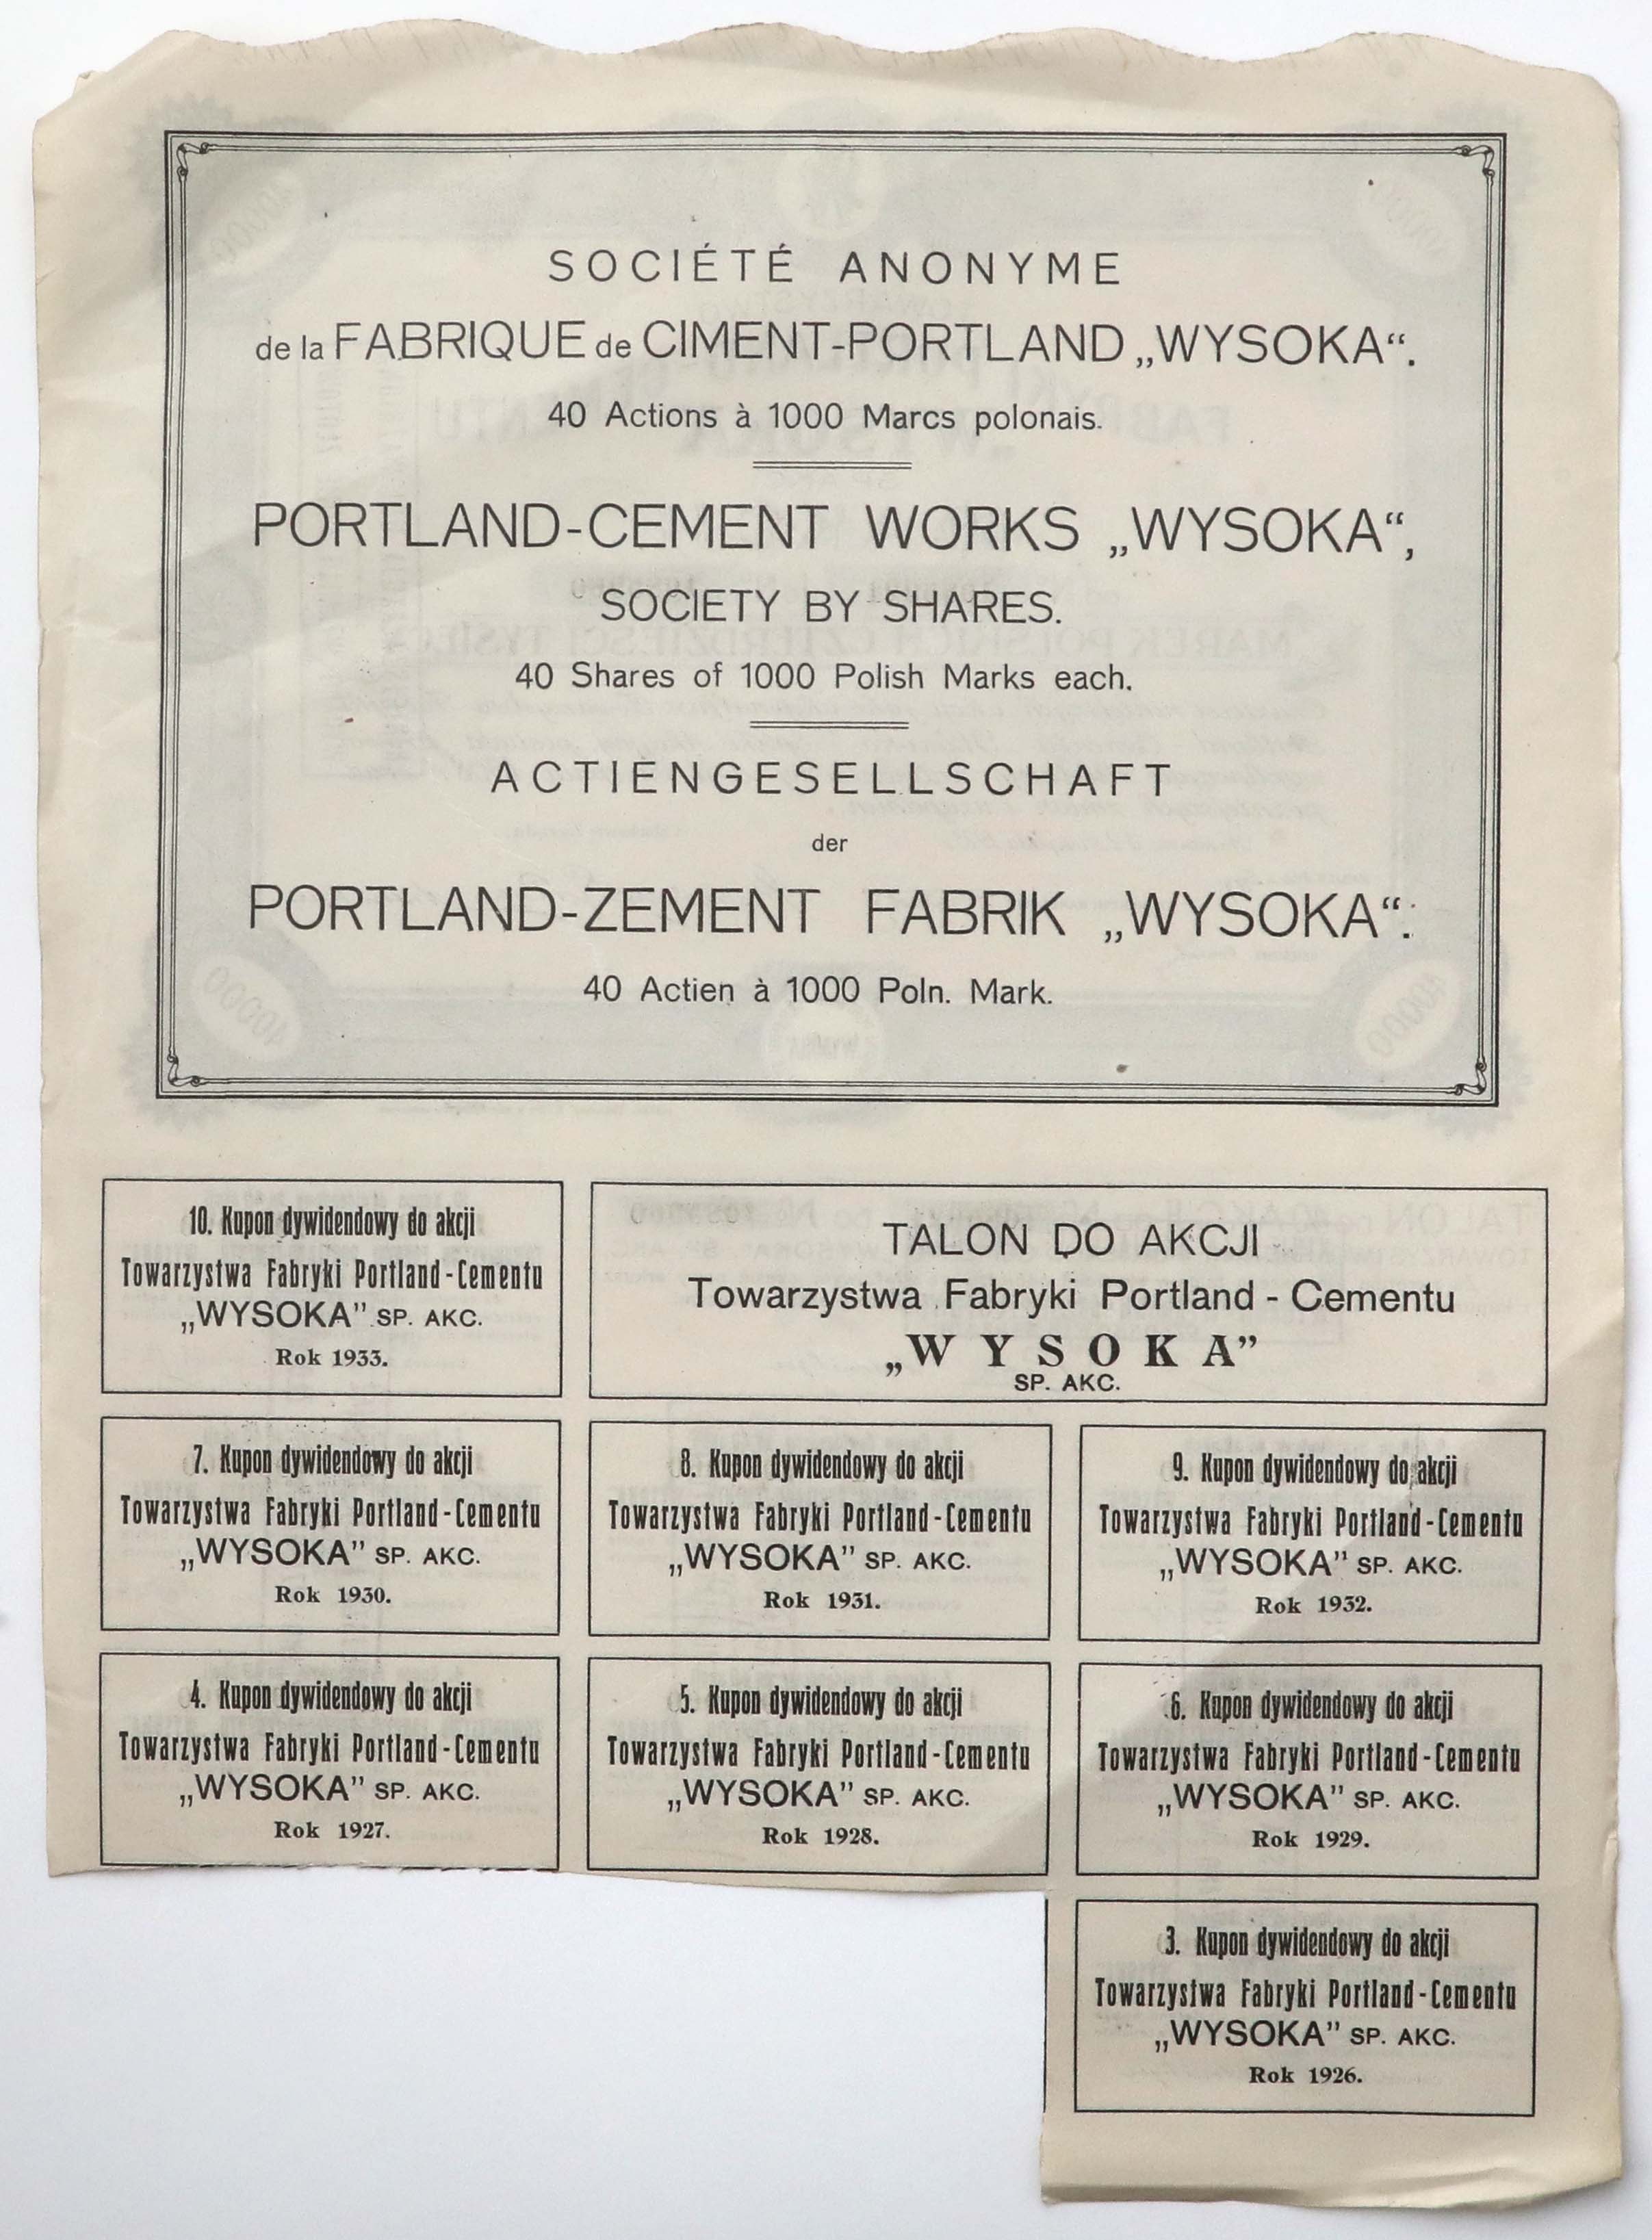 SOCIÉTÉ ANONYME
de la FABRIQUE de CIMENT-PORTLAND „WYSOKA“.
40 Actions à 1000 Marcs polonais.
PORTLAND-CEMENT WORKS „WYSOKA“,
SOCIETY BY SHARES.
40 Shares of 1000 Polish Marks each.
ACTIENGESELLSCHAFT
der
PORTLAND-ZEMENT FABRIK „WYSOKA“.
40 Actien à 1000 Poln. Mark.
10. Kupon dywidendowy do akcji
Towarzystwa Fabryki Portland-Cementu
„WYSOKA” SP. AKC.
Rok 1933.
TALON DO AKCJI
Towarzystwa Fabryki Portland - Cementu
„WYSOKA”
SP. AKC.
7. Kupon dywidendowy do akcji
Towarzystwa Fabryki Portland-Cementu
„WYSOKA” SP. AKC.
Rok 1930.
8. Kupon dywidendowy do akcji
Towarzystwa Fabryki Portland-Cementu
„WYSOKA” SP. AKC.
Rok 1931.
9. Kupon dywidendowy do akcji
Towarzystwa Fabryki Portland-Cementu
„WYSOKA” SP. AKC.
Rok 1932.
4. Kupon dywidendowy do akcji
Towarzystwa Fabryki Portland-Cementu
„WYSOKA” SP. AKC.
Rok 1927.
5. Kupon dywidendowy do akcji
Towarzystwa Fabryki Portland-Cementu
„WYSOKA” SP. AKC.
Rok 1928.
6. Kupon dywidendowy do akcji
Towarzystwa Fabryki Portland-Cementu
„WYSOKA” SP. AKC.
Rok 1929.
3. Kupon dywidendowy do akcji
Towarzystwa Fabryki Portland-Cementu
„WYSOKA” SP. AKC.
Rok 1926.